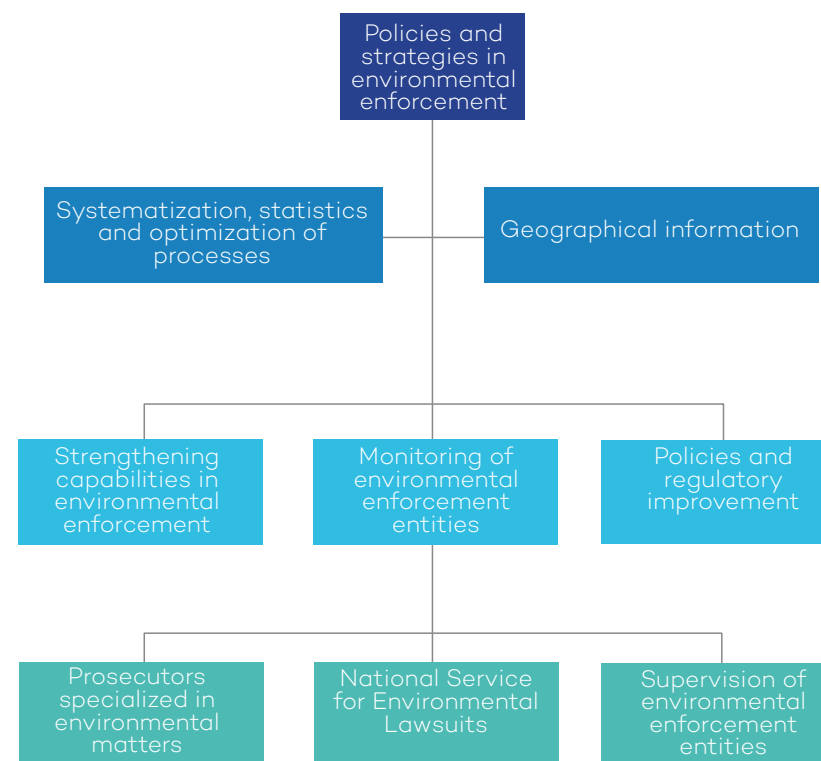 Policies and
strategies in
environmental
enforcement
Systematization, statistics
and optimization of
processes
Geographical information
Strengthening
capabilities in
environmental
enforcement
Monitoring of
environmental
enforcement
entities
Policies and
regulatory
improvement
Prosecutors
specialized in
environmental
matters
National Service
for Environmental
Lawsuits
Supervision of
environmental
enforcement
entities